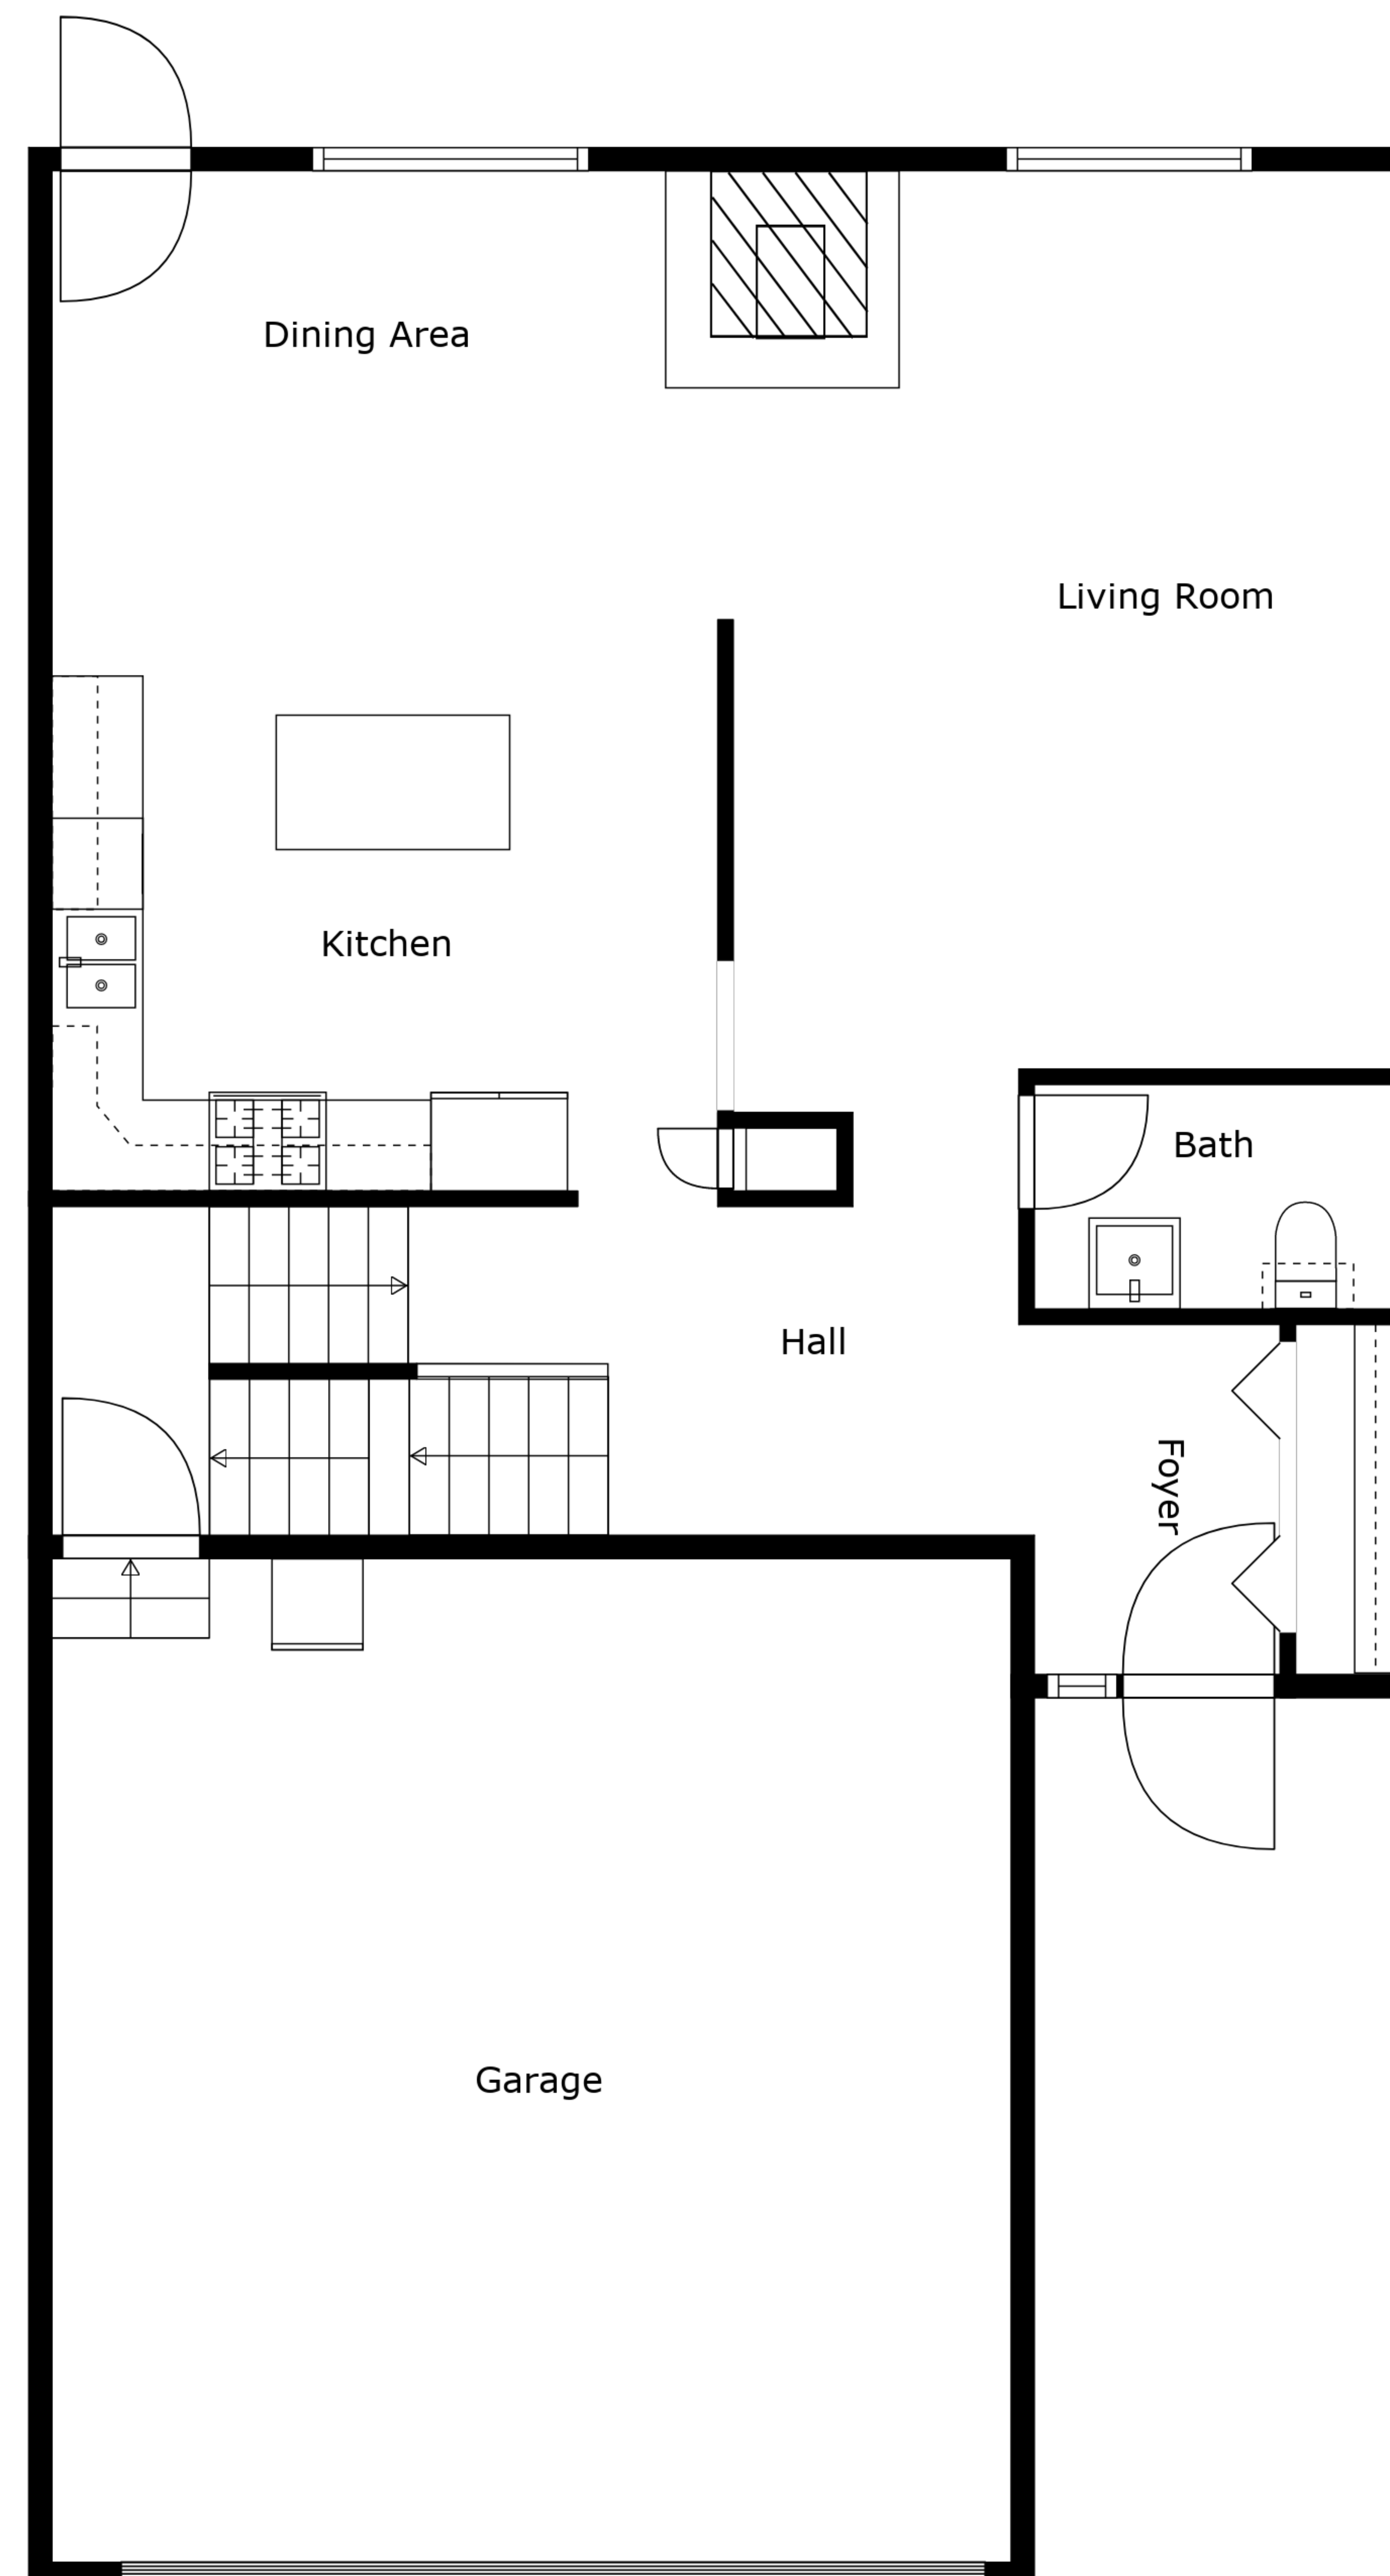 Dining Area
Living Room
Kitchen
Bath
Hall
Foyer
Garage